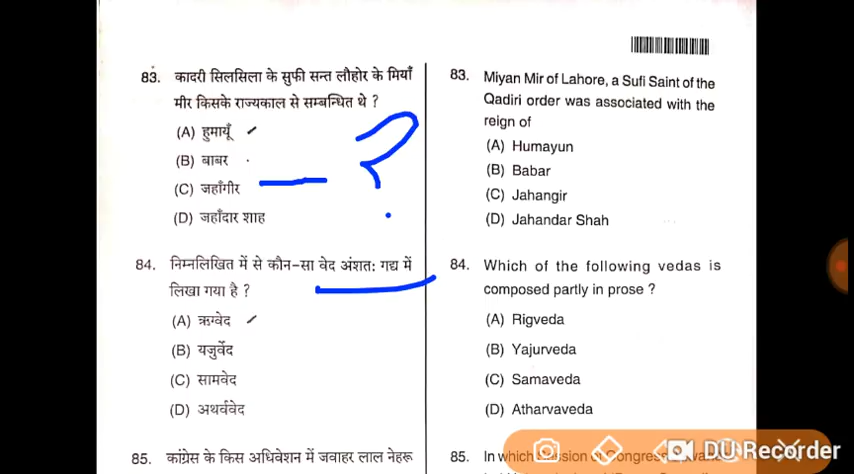 83. कादरी सिलसिला के सुफी सन्त लौहोर के मियाँ
मीर किसके राज्यकाल से सम्बन्धित थे ?
(A) हुमायूँ
(B) बाबर
(C) जहाँगीर
(D) जहाँदार शाह
84. निम्नलिखित में से कौन-सा वेद अंशतः गद्य में
लिखा गया है ?
(A) ऋग्वेद
(B) यजुर्वेद
(C) सामवेद
(D) अथर्ववेद
85. कांग्रेस के किस अधिवेशन में जवाहर लाल नेहरू
83. Miyan Mir of Lahore, a Sufi Saint of the
Qadiri order was associated with the
reign of
(A) Humayun
(B) Babar
(C) Jahangir
(D) Jahandar Shah
84. Which of the following vedas is
composed partly in prose ?
(A) Rigveda
(B) Yajurveda
(C) Samaveda
(D) Atharvaveda
85. In which
DU Recorder